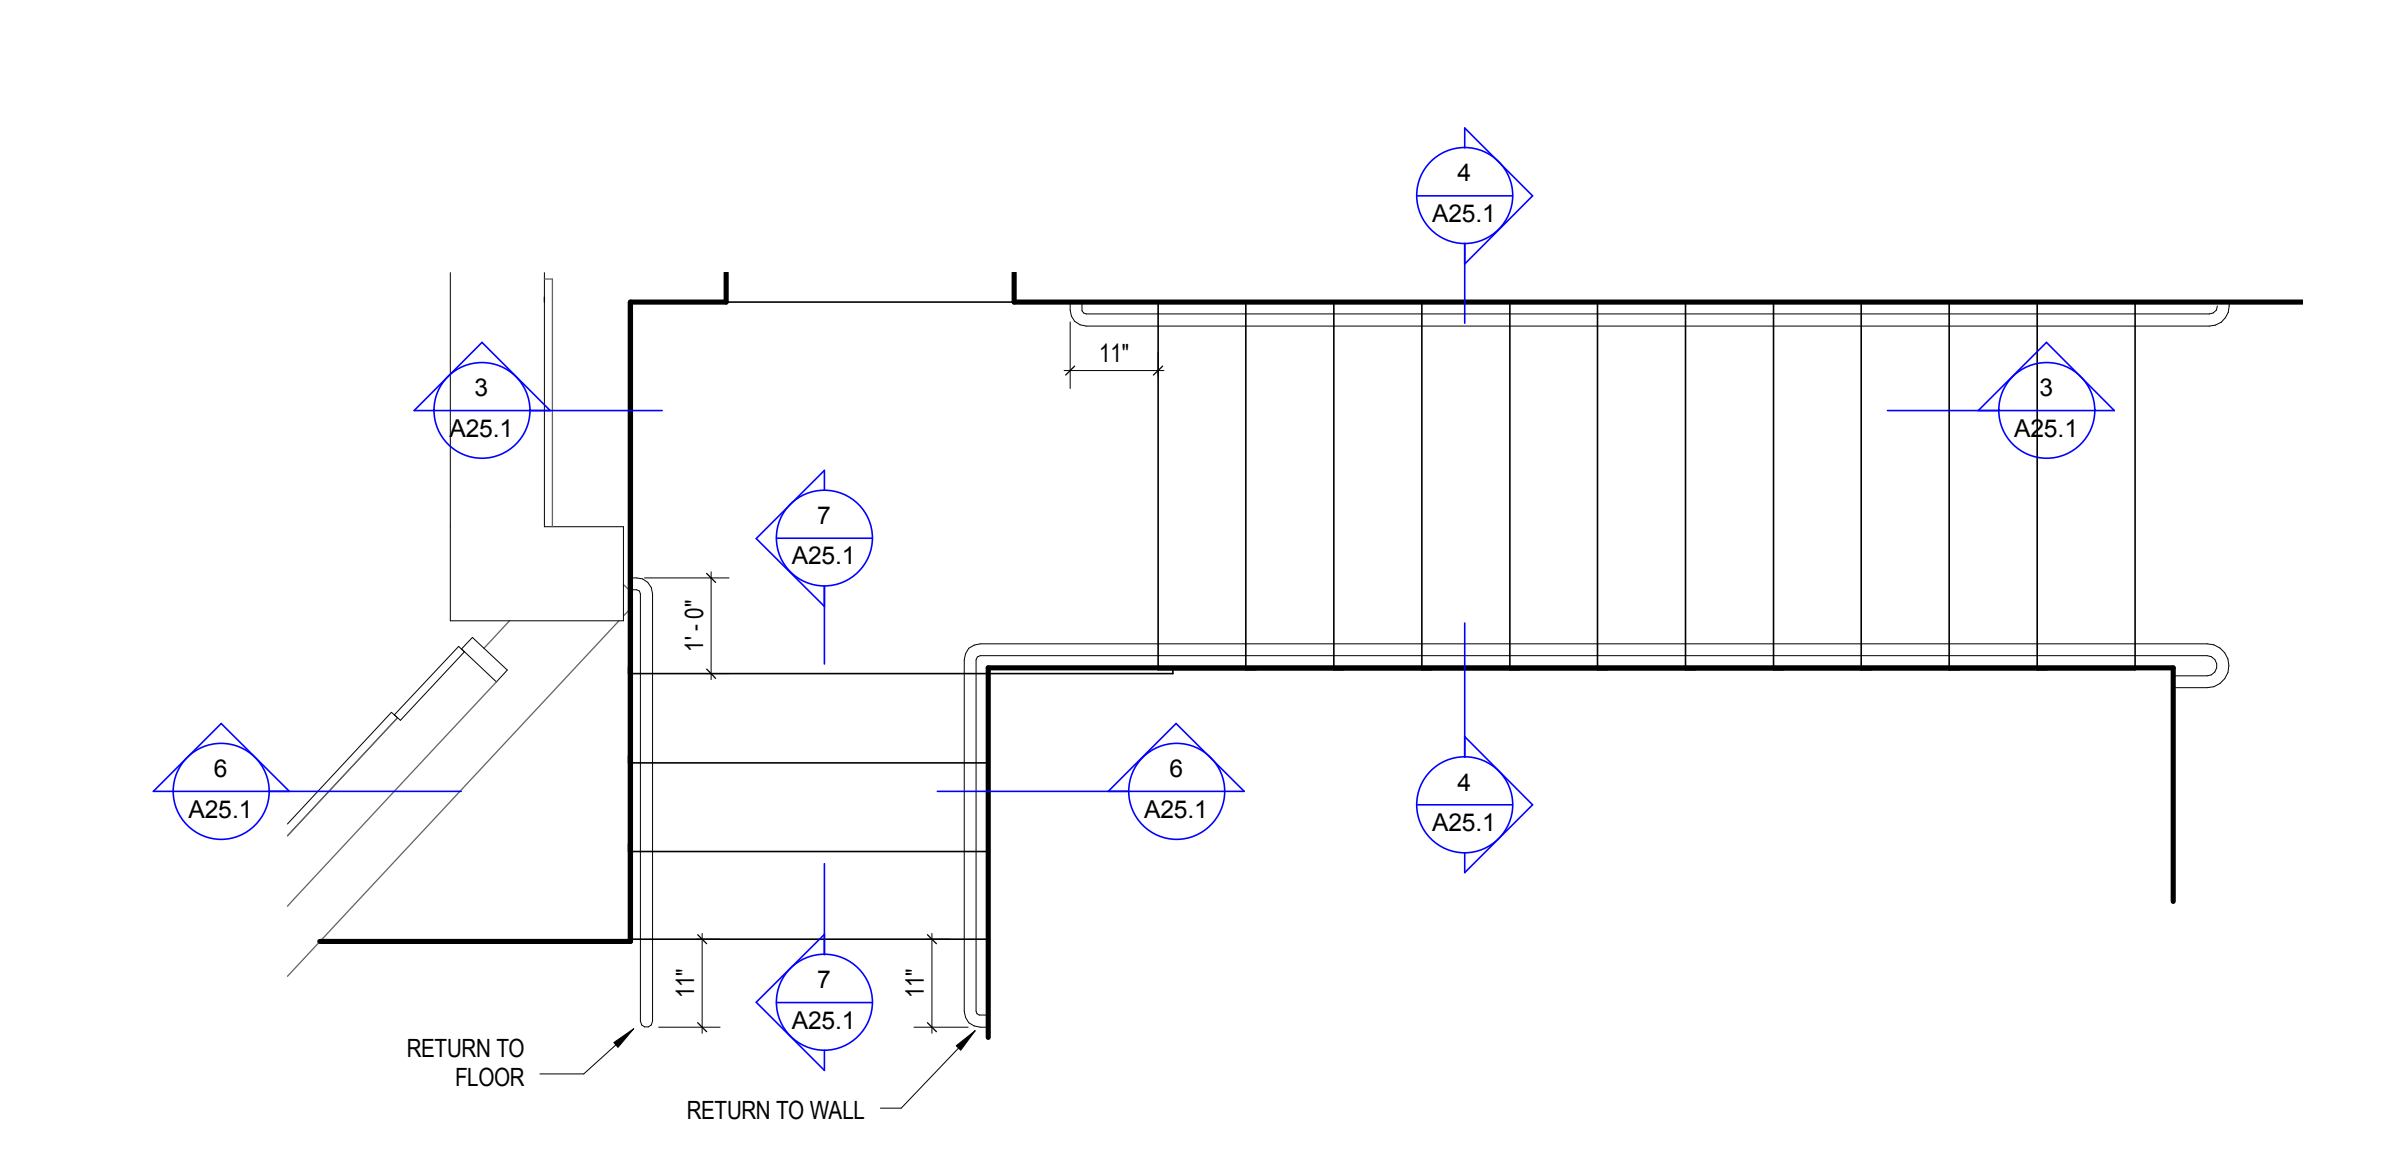 4
A25.1
11"
3
A25.1
3
A25.1
7
A25.1
1' - 0"
6
A25.1
6
A25.1
4
A25.1
11"
7
A25.1
11"
RETURN TO
FLOOR
RETURN TO WALL